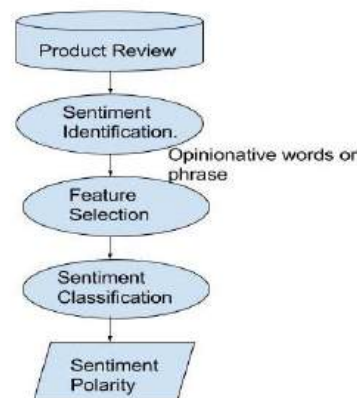 Product Review
Sentiment
Identification.
Opinionative words or
phrase
Feature
Selection
Sentiment
Classification
Sentiment
Polarity